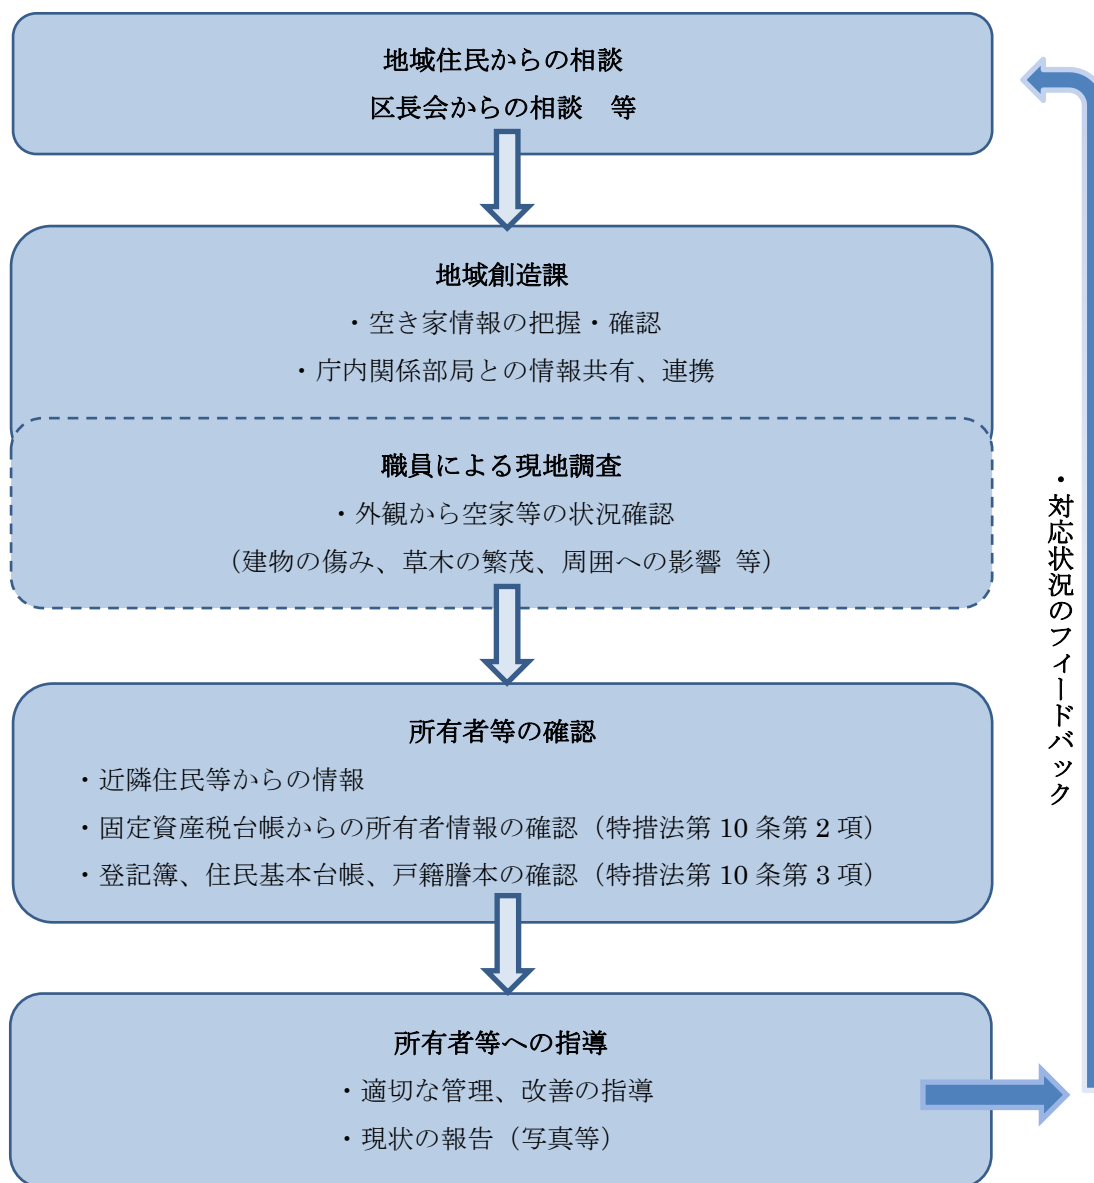 地域住民からの相談
区長会からの相談　等
地域創造課
・空き家情報の把握・確認
・庁内関係部局との情報共有、連携
職員による現地調査
・外観から空家等の状況確認
（建物の傷み、草木の繁茂、周囲への影響 等）
所有者等の確認
・近隣住民等からの情報
・固定資産税台帳からの所有者情報の確認（特措法第 10 条第 2 項）
・登記簿、住民基本台帳、戸籍謄本の確認（特措法第 10 条第 3 項）
所有者等への指導
・適切な管理、改善の指導
・現状の報告（写真等）
・対応状況のフィードバック